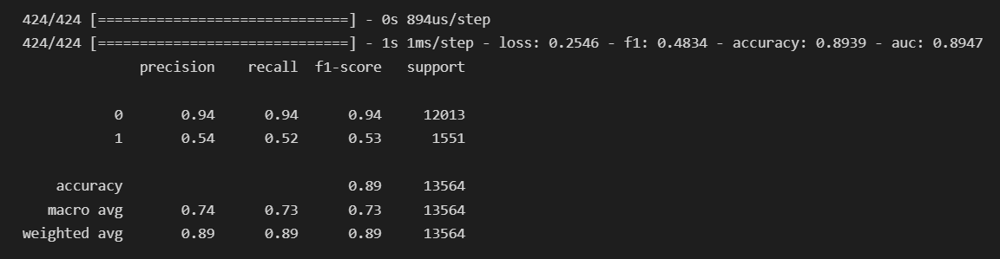 424/424 [==============================] - 0s 894us/step
424/424 [==============================] - 1s 1ms/step - loss: 0.2546 - f1: 0.4834 - accuracy: 0.8939 - auc: 0.8947
precision recall f1-score support
0 0.94 0.94 0.94 12013
1 0.54 0.52 0.53 1551
accuracy 0.89 13564
macro avg 0.74 0.73 0.73 13564
weighted avg 0.89 0.89 0.89 13564